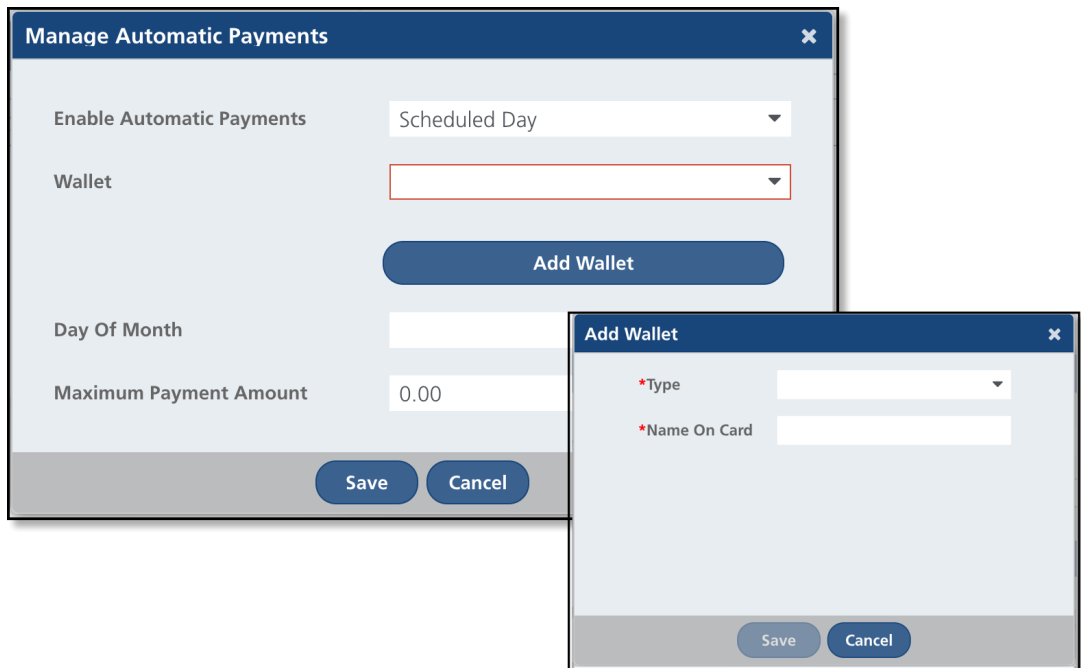 Manage Automatic Payments
Enable Automatic Payments Scheduled Day
Wallet
Add Wallet
Day Of Month
Maximum Payment Amount 0.00
Save Cancel
Add Wallet
*Type
*Name On Card
Save Cancel